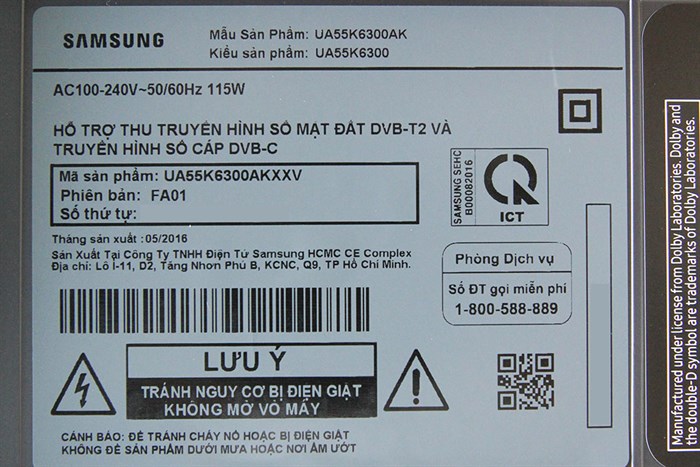 SAMSUNG
Mẫu Sản Phẩm: UA55K6300AK
Kiểu sản phẩm: UA55K6300
AC100-240V~50/60Hz 115W
HỖ TRỢ THU TRUYỀN HÌNH SỐ MẶT ĐẤT DVB-T2 VÀ
TRUYỀN HÌNH SỐ CÁP DVB-C
Mã sản phẩm: UA55K6300AKXXV
Phiên bản: FA01
Số thứ tự:
SAMSUNG SEHC
B00082016
ICT
Tháng sản xuất :05/2016
Sản Xuất Tại Công Ty TNHH Điện Tử Samsung HCMC CE Complex
Địa chỉ: Lô I-11, D2, Tăng Nhơn Phú B, KCNC, Q9, TP Hồ Chí Minh.
Phòng Dịch vụ
Số ĐT gọi miễn phí
1-800-588-889
LƯU Ý
TRÁNH NGUY CƠ BỊ ĐIỆN GIẬT
KHÔNG MỞ VỎ MÁY
CẢNH BÁO: ĐỂ TRÁNH CHÁY NỔ HOẶC BỊ ĐIỆN GIẬT
KHÔNG ĐỂ SẢN PHẨM DƯỚI MƯA HOẶC NƠI ẨM ƯỚT
Manufactured under license from Dolby Laboratories. Dolby and
the double-D symbol are trademarks of Dolby Laboratories.